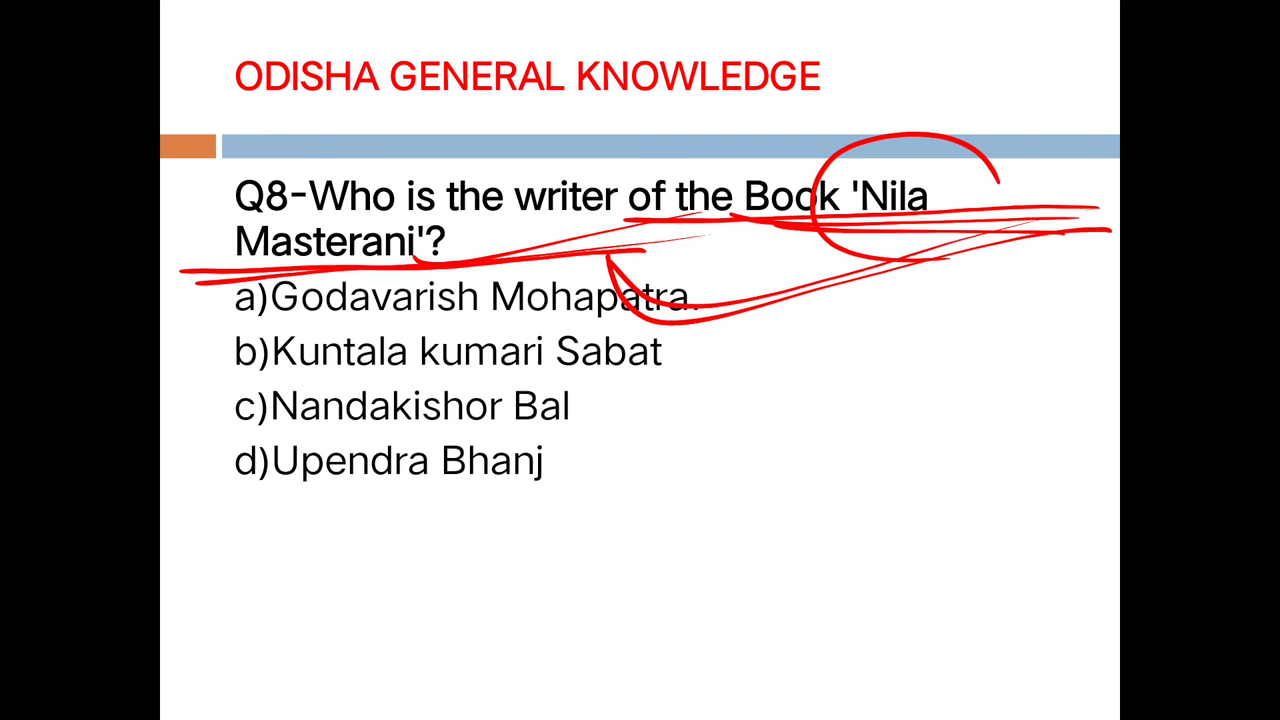 ODISHA GENERAL KNOWLEDGE
Q8-Who is the writer of the Book 'Nila
Masterani'?
a)Godavarish Mohapatra.
b)Kuntala kumari Sabat
c)Nandakishor Bal
d)Upendra Bhanj